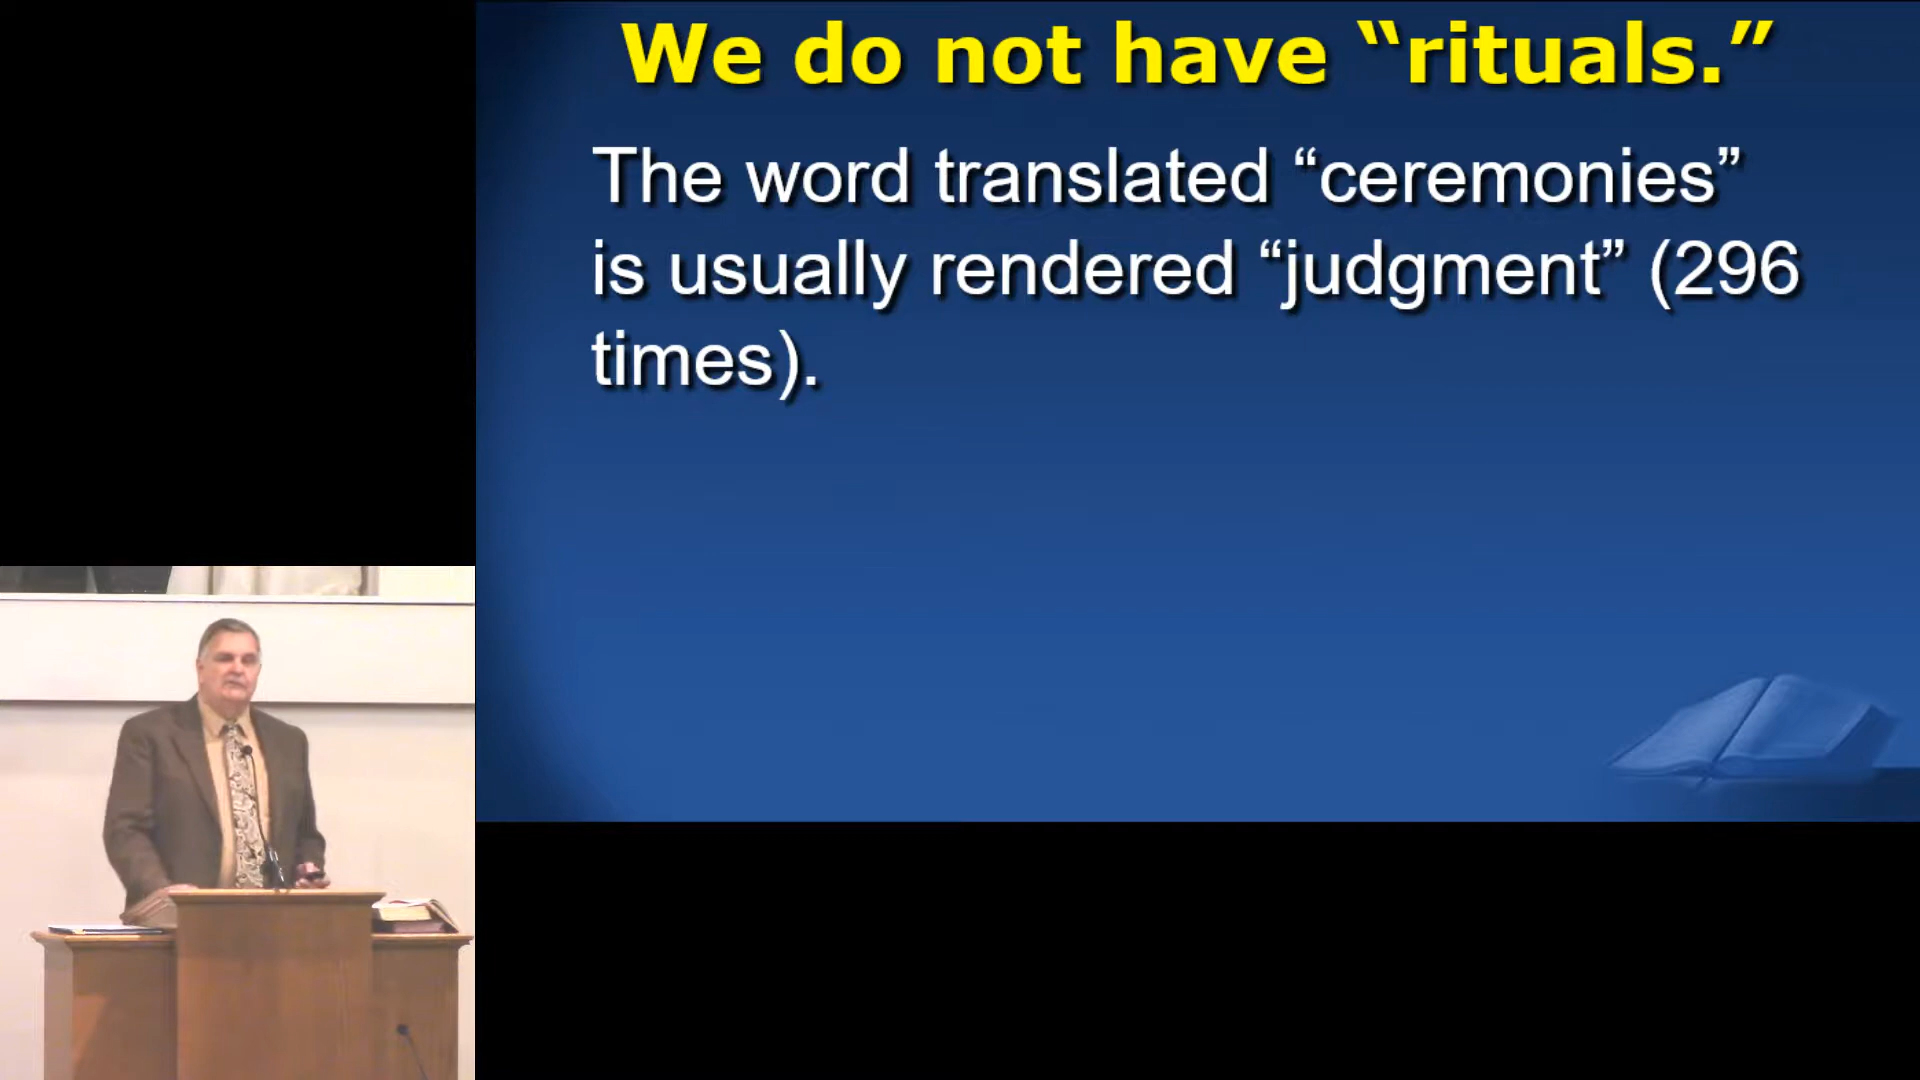 We do not have “rituals.”
The word translated “ceremonies”
is usually rendered “judgment” (296
times).